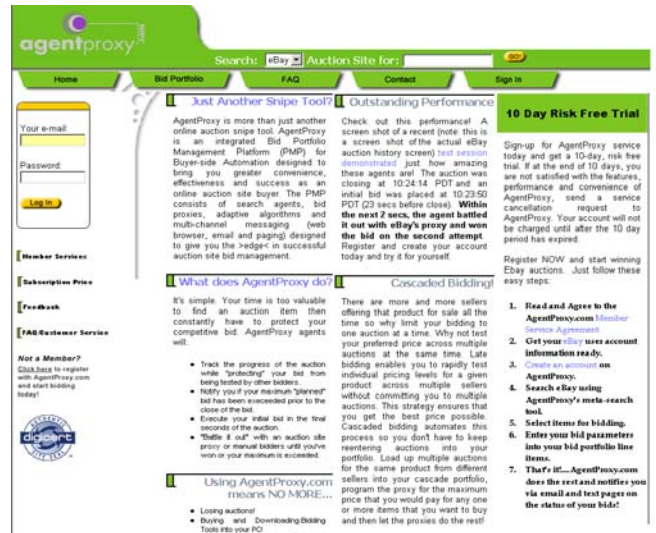 agentproxy.com
Search: eBay Auction Site for: GO!
Home Bid Portfolio FAQ Contact Sign In
Your e-mail:
Password:
Log In
Member Services
Subscription Price
Feedback
FAQ/Customer Service
Not a Member?
Click here to register
with AgentProxy.com
and start bidding
today!
AUTHENTIC
digicert
SITE SEAL
Just Another Snipe Tool?
AgentProxy is more than just another
online auction snipe tool. AgentProxy
is an integrated Bid Portfolio
Management Platform (PMP) for
Buyer-side Automation designed to
bring you greater convenience,
effectiveness and success as an
online auction site buyer. The PMP
consists of search agents, bid
proxies, adaptive algorithms and
multi-channel messaging (web
browser, email and paging) designed
to give you the >edge< in successful
auction site bid management.
What does AgentProxy do?
It's simple. Your time is too valuable
to find an auction item then
constantly have to protect your
competitive bid. AgentProxy agents
will:
• Track the progress of the auction
while "protecting" your bid from
being tested by other bidders.
• Notify you if your maximum "planned"
bid has been execeeded prior to the
close of the bid.
• Execute your initial bid in the final
seconds of the auction.
• "Battle it out" with an auction site
proxy or manual bidders until you've
won or your maximum is exceeded.
Using AgentProxy.com
means NO MORE...
• Losing auctions!
• Buying and Downloading Bidding
Tools into your PC!
Outstanding Performance
Check out this performance! A
screen shot of a recent (note: this is
a screen shot of the actual eBay
auction history screen) test session
demonstrated just how amazing
these agents are! The auction was
closing at 10:24:14 PDT and an
initial bid was placed at 10:23:50
PDT (23 secs before close). Within
the next 2 secs, the agent battled
it out with eBay's proxy and won
the bid on the second attempt.
Register and create your account
today and try it for yourself.
Cascaded Bidding!
There are more and more sellers
offering that product for sale all the
time so why limit your bidding to
one auction at a time. Why not test
your preferred price across multiple
auctions at the same time. Late
bidding enables you to rapidly test
individual pricing levels for a given
product across multiple sellers
without committing you to multiple
auctions. This strategy ensures that
you get the best price possible.
Cascaded bidding automates this
process so you don't have to keep
reentering auctions into your
portfolio. Load up multiple auctions
for the same product from different
sellers into your cascade portfolio,
program the proxy for the maximum
price that you would pay for any one
or more items that you want to buy
and then let the proxies do the rest!
10 Day Risk Free Trial
Sign-up for AgentProxy service
today and get a 10-day, risk free
trial. If at the end of 10 days, you
are not satisfied with the features,
performance and convenience of
AgentProxy, send a service
cancellation request to
AgentProxy. Your account will not
be charged until after the 10 day
period has expired.
Register NOW and start winning
Ebay auctions. Just follow these
easy steps:
1. Read and Agree to the
AgentProxy.com Member
Service Agreement
2. Get your eBay user account
information ready.
3. Create an account on
AgentProxy.
4. Search eBay using
AgentProxy's meta-search
tool.
5. Select items for bidding.
6. Enter your bid parameters
into your bid portfolio line
items.
7. That's it!....AgentProxy.com
does the rest and notifies you
via email and text pager on
the status of your bids!